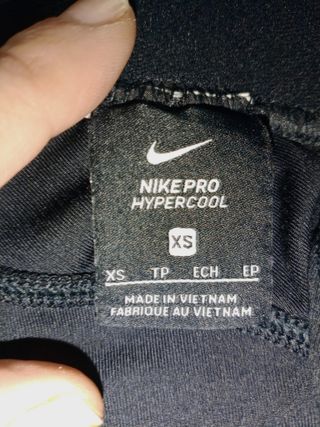 NIKE PRO
HYPERCOOL
XS
XS TP ECH EP
MADE IN VIETNAM
FABRIQUE AU VIETNAM